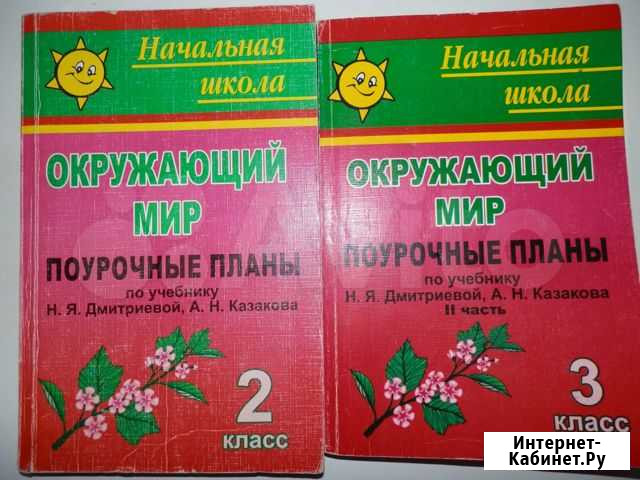 Начальная
школа
ОКРУЖАЮЩИЙ
МИР
ПОУРОЧНЫЕ ПЛАНЫ
по учебнику
Н. Я. Дмитриевой, А. Н. Казакова
2
класс
Начальная
школа
ОКРУЖАЮЩИЙ
МИР
ПОУРОЧНЫЕ ПЛАНЫ
по учебнику
Н. Я. Дмитриевой, А. Н. Казакова
II часть
3
класс
Avito
Интернет-
Кабинет.Ру